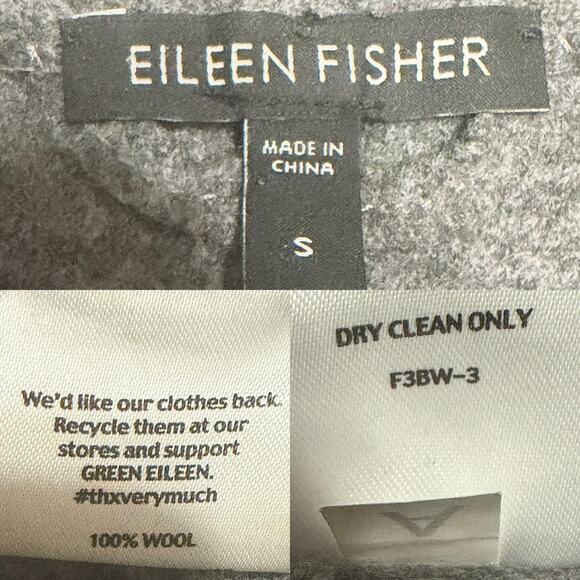 EILEEN FISHER
MADE IN
CHINA
S
We'd like our clothes back.
Recycle them at our
stores and support
GREEN EILEEN.
#thxverymuch
100% WOOL
DRY CLEAN ONLY
F3BW-3